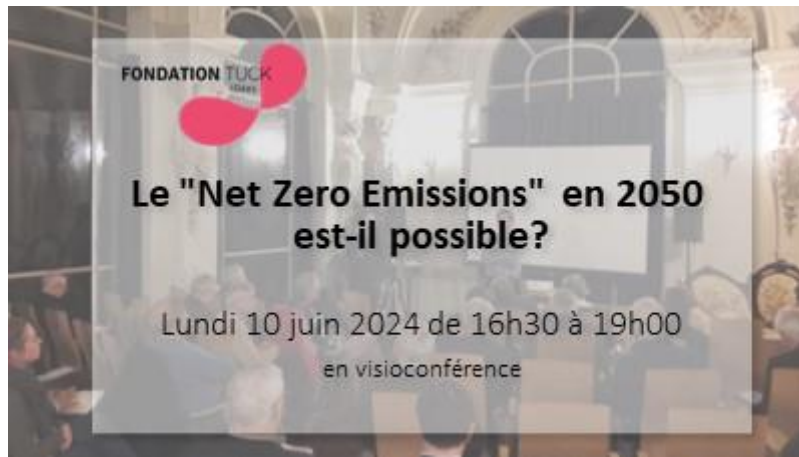 FONDATION TUCK
Le "Net Zero Emissions" en 2050
est-il possible?
Lundi 10 juin 2024 de 16h30 à 19h00
en visioconférence